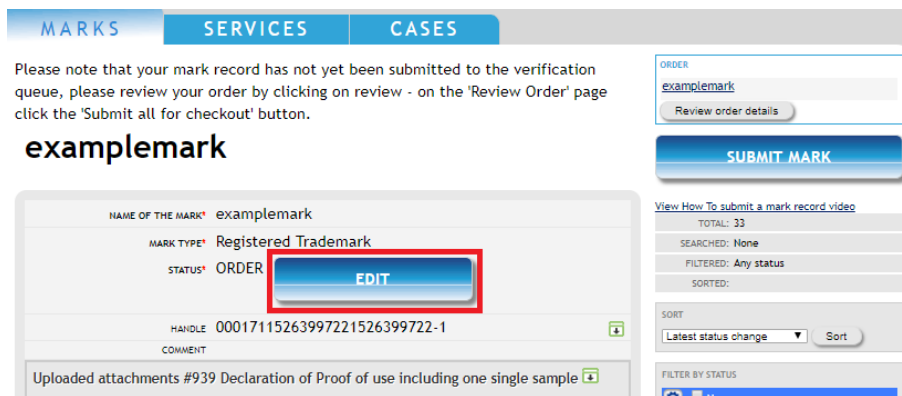 MARKS SERVICES CASES
Please note that your mark record has not yet been submitted to the verification
queue, please review your order by clicking on review - on the 'Review Order' page
click the 'Submit all for checkout' button.
examplemark
NAME OF THE MARK* examplemark
MARK TYPE* Registered Trademark
STATUS* ORDER EDIT
HANDLE 00017115263997221526399722-1
COMMENT
Uploaded attachments #939 Declaration of Proof of use including one single sample
ORDER
examplemark
Review order details
SUBMIT MARK
View How To submit a mark record video
TOTAL: 33
SEARCHED: None
FILTERED: Any status
SORTED:
SORT
Latest status change Sort
FILTER BY STATUS